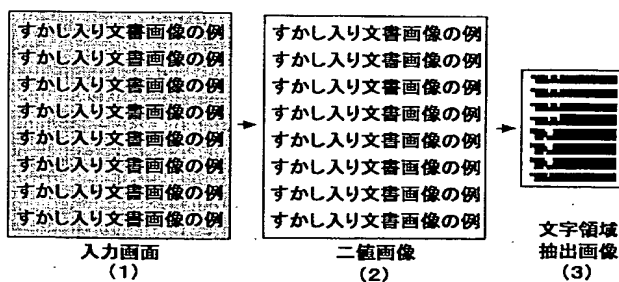 すかし入り文書画像の例
すかし入り文書画像の例
すかし入り文書画像の例
すかし入り文書画像の例
すかし入り文書画像の例
すかし入り文書画像の例
すかし入り文書画像の例
すかし入り文書画像の例
入力画面
(1)
すかし入り文書画像の例
すかし入り文書画像の例
すかし入り文書画像の例
すかし入り文書画像の例
すかし入り文書画像の例
すかし入り文書画像の例
すかし入り文書画像の例
すかし入り文書画像の例
二値画像
(2)
文字領域
抽出画像
(3)